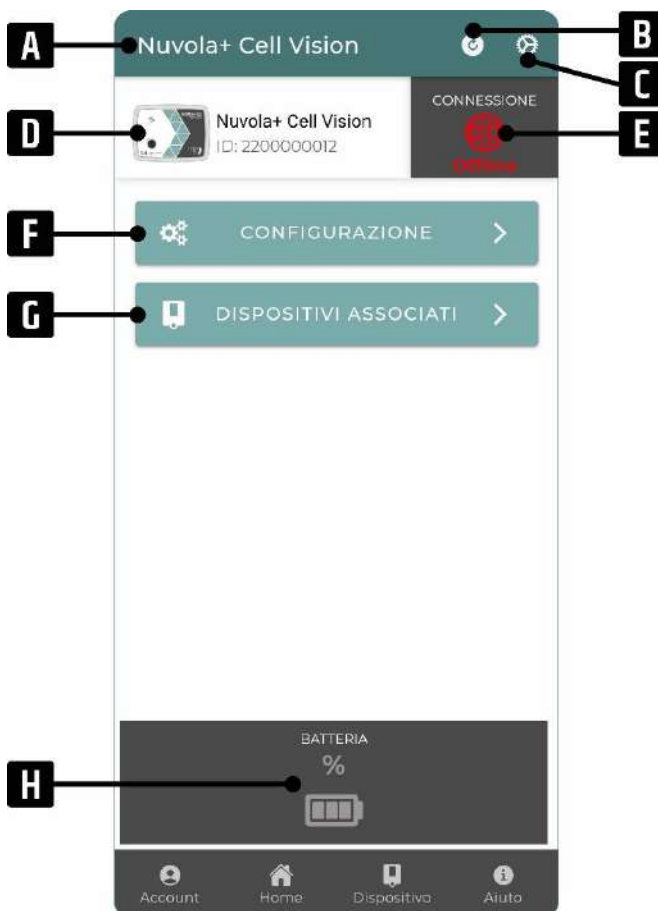 A
Nuvola+ Cell Vision
B
C
D
Nuvola+ Cell Vision
ID: 2200000012
CONNESSIONE
Offline
E
F
CONFIGURAZIONE
G
DISPOSITIVI ASSOCIATI
H
BATTERIA
%
Account Home Dispositivo Aiuto